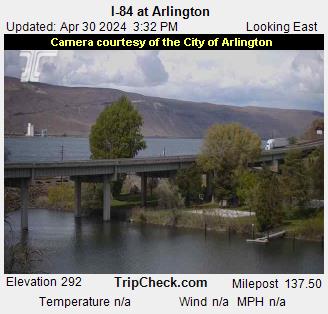 I-84 at Arlington
Updated: Apr 30 2024 3:32 PM Looking East
Camera courtesy of the City of Arlington
Elevation 292 TripCheck.com Milepost 137.50
Temperature n/a Wind n/a MPH n/a